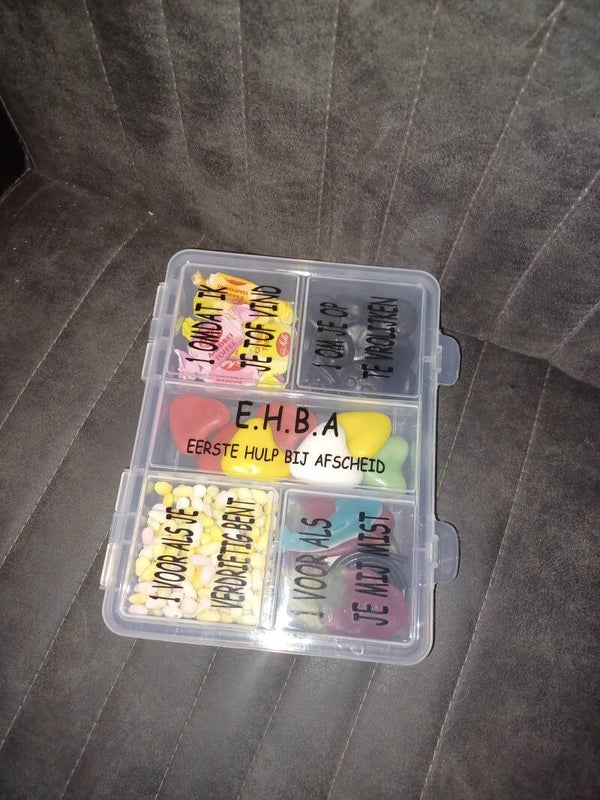 1 OMDAT IK
JE TOF VIND
1 OM JE OP
TE VROLIJKEN
E.H.B.A
EERSTE HULP BIJ AFSCHEID
1 VOOR ALS JE
VERDRIETIG BENT
1 VOOR ALS
JE MIJ MIST